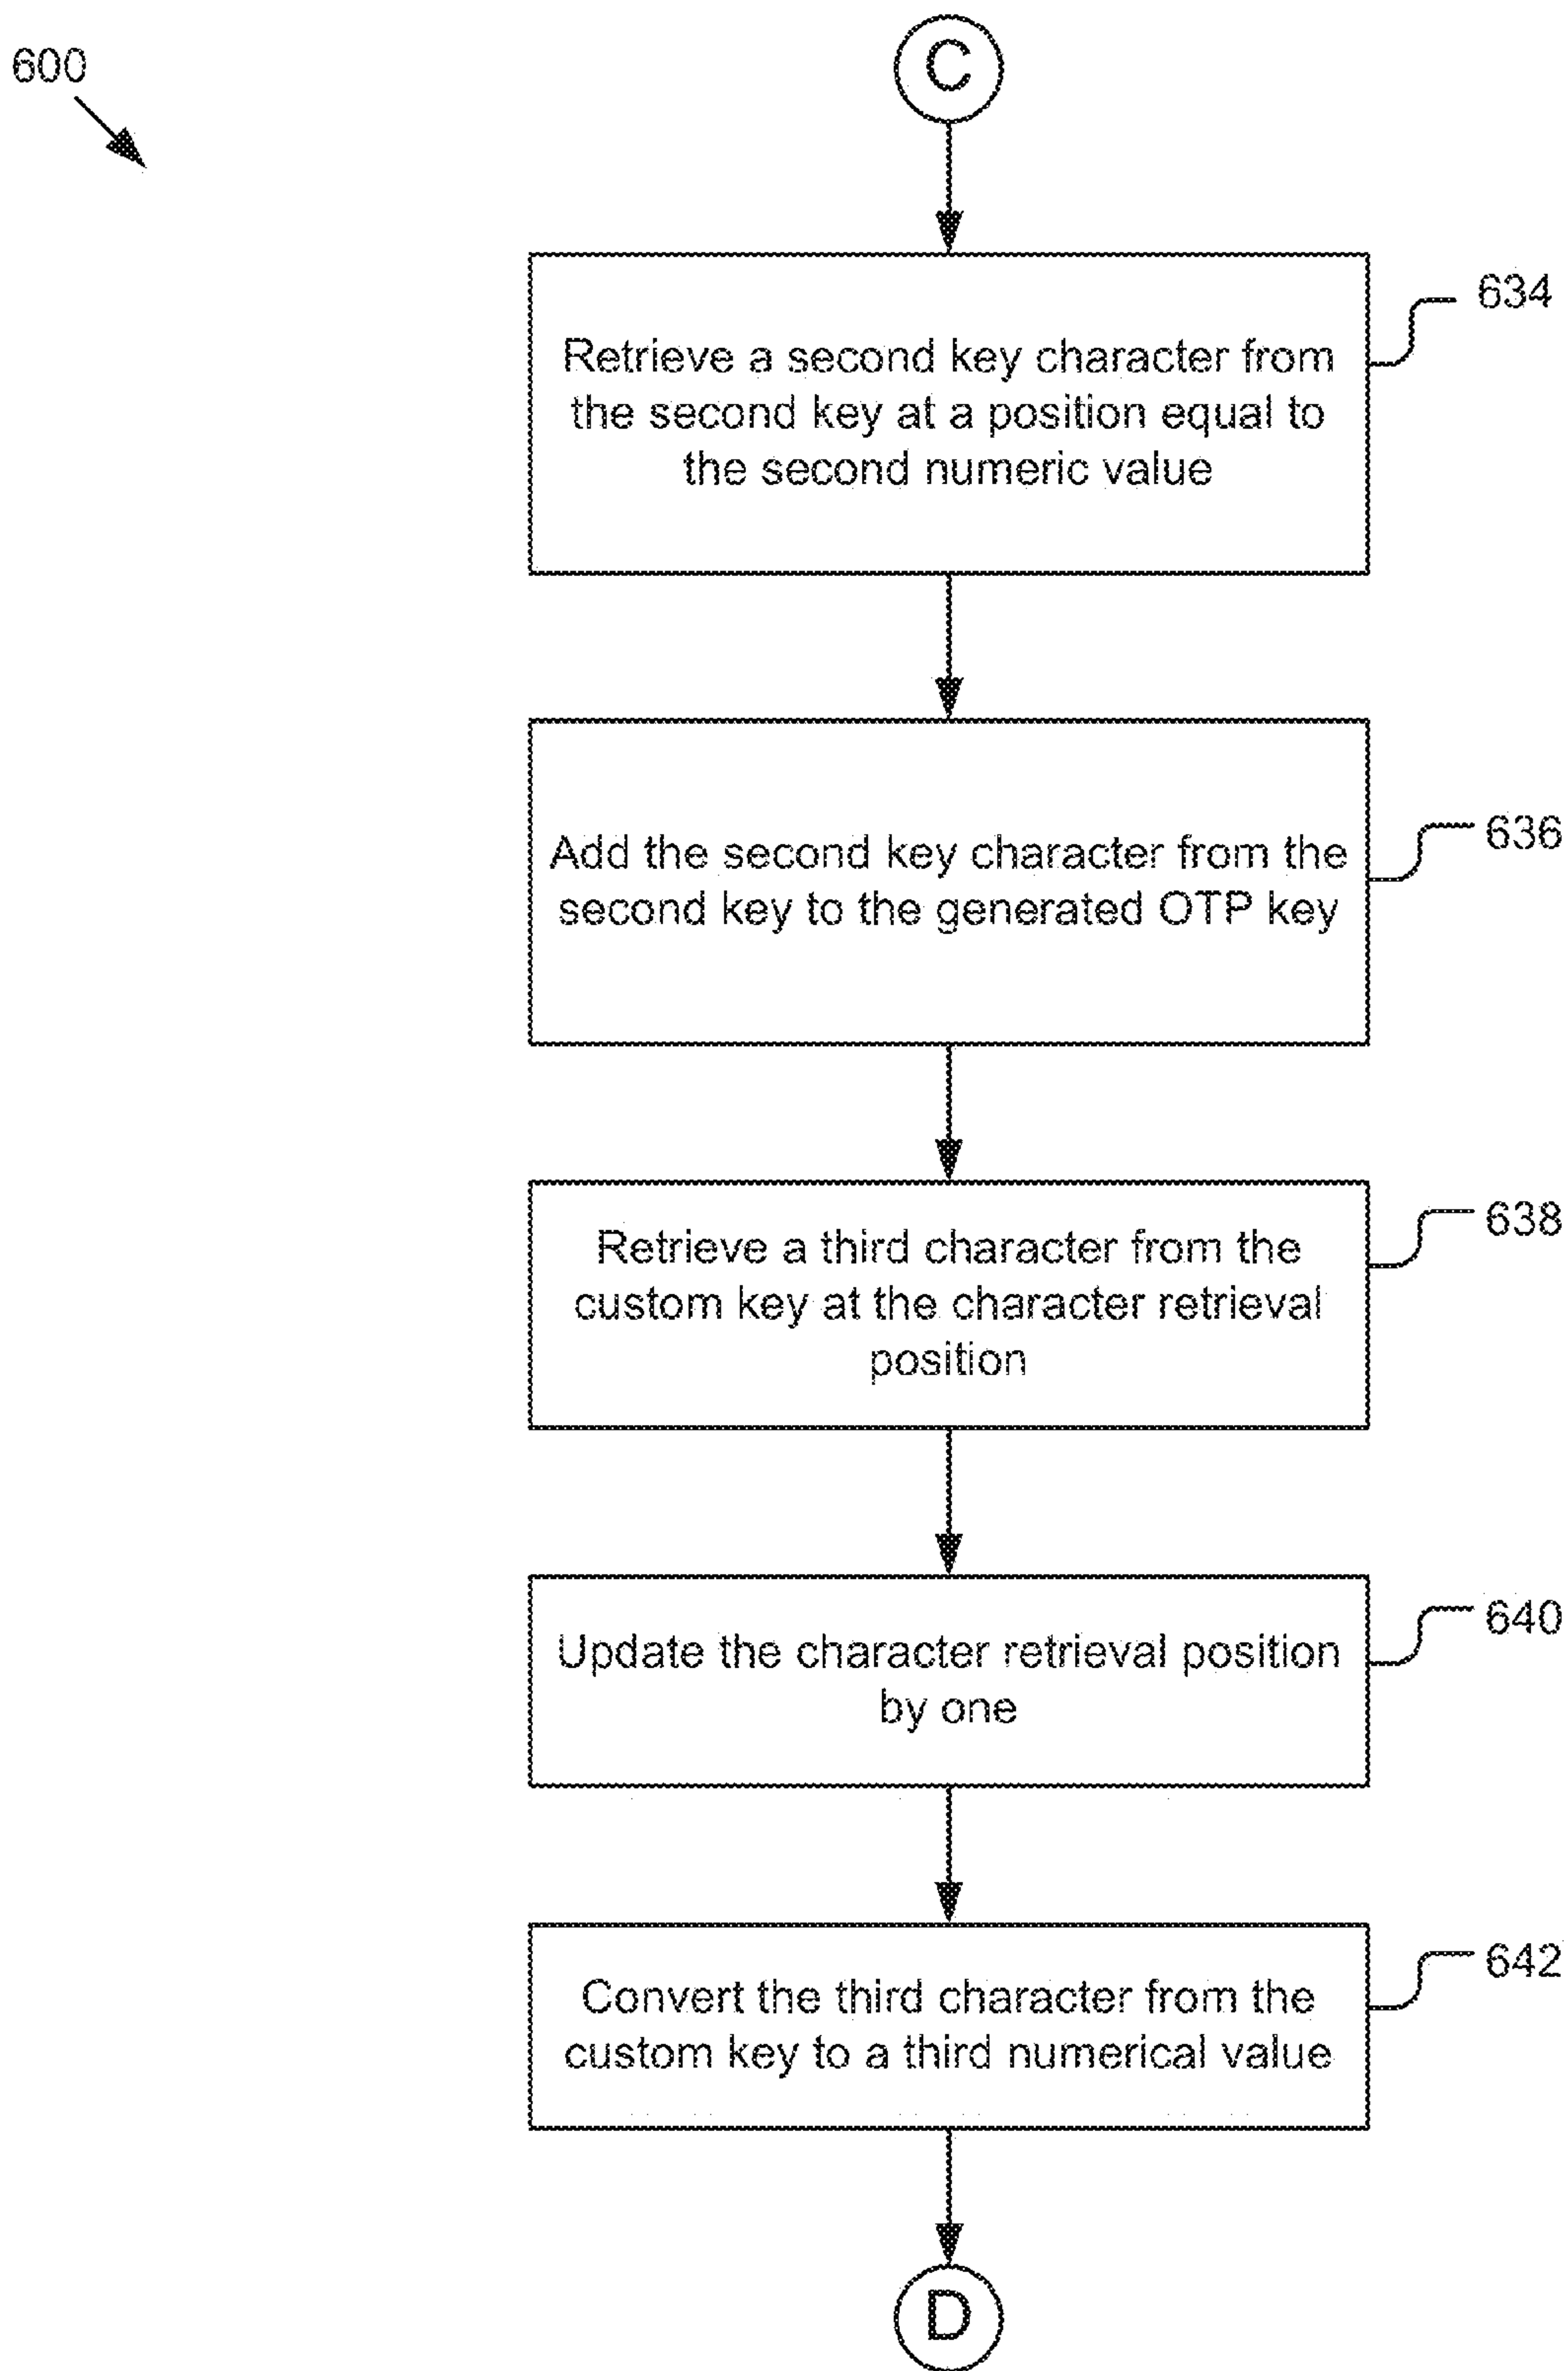 600
C
634
Retrieve a second key character from
the second key at a position equal to
the second numeric value
636
Add the second key character from the
second key to the generated OTP key
638
Retrieve a third character from the
custom key at the character retrieval
position
640
Update the character retrieval position
by one
642
Convert the third character from the
custom key to a third numerical value
D